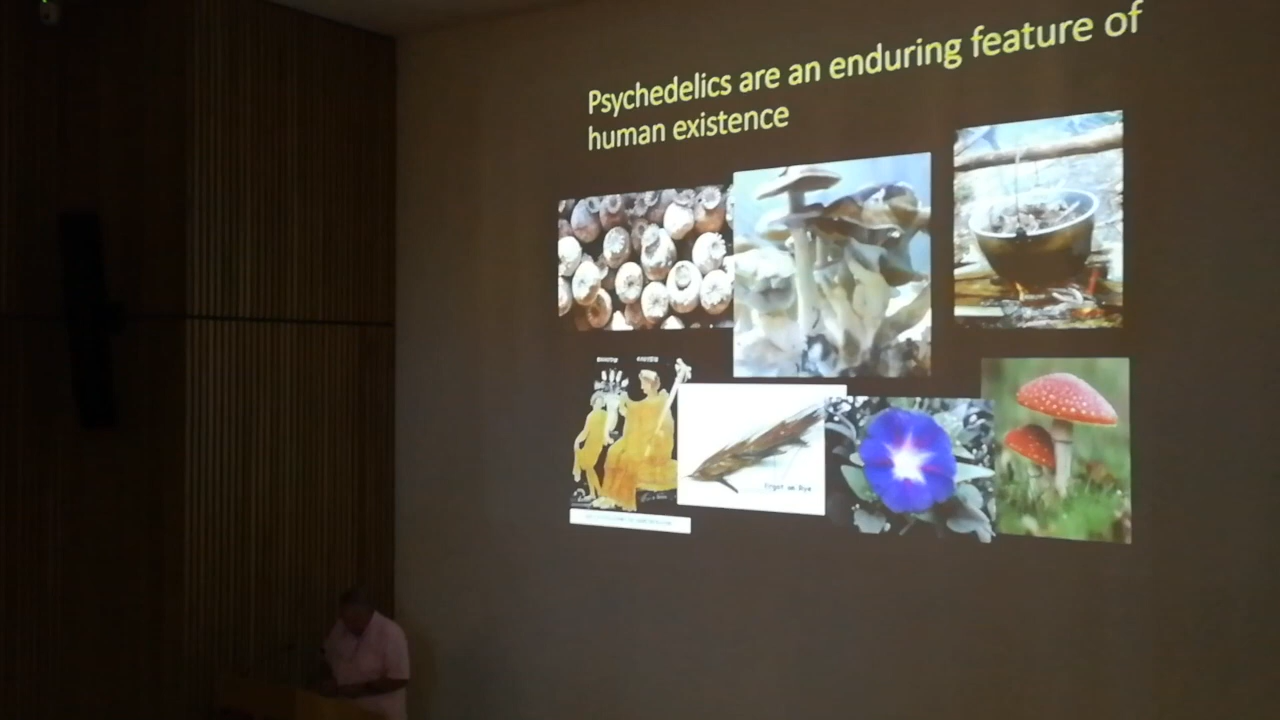 Psychedelics are an enduring feature of
human existence
Ergot on Rye